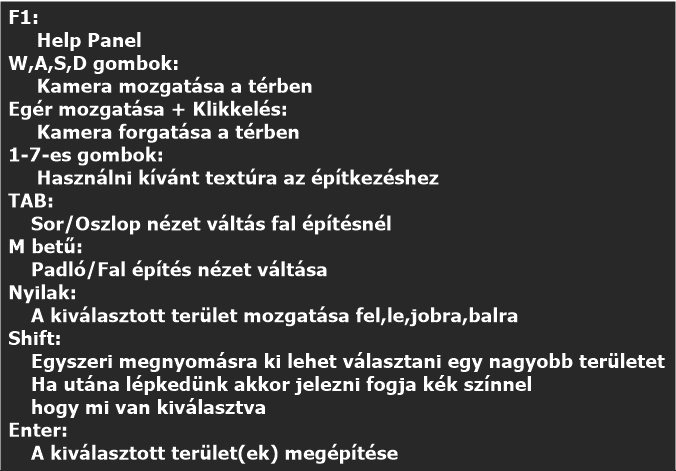 F1:
Help Panel
W,A,S,D gombok:
Kamera mozgatása a térben
Egér mozgatása + Klikkelés:
Kamera forgatása a térben
1-7-es gombok:
Használni kívánt textúra az építkezéshez
TAB:
Sor/Oszlop nézet váltás fal építésnél
M betű:
Padló/Fal építés nézet váltása
Nyilak:
A kiválasztott terület mozgatása fel,le,jobra,balra
Shift:
Egyszeri megnyomásra ki lehet választani egy nagyobb területet
Ha utána lépkedünk akkor jelezni fogja kék színnel
hogy mi van kiválasztva
Enter:
A kiválasztott terület(ek) megépítése